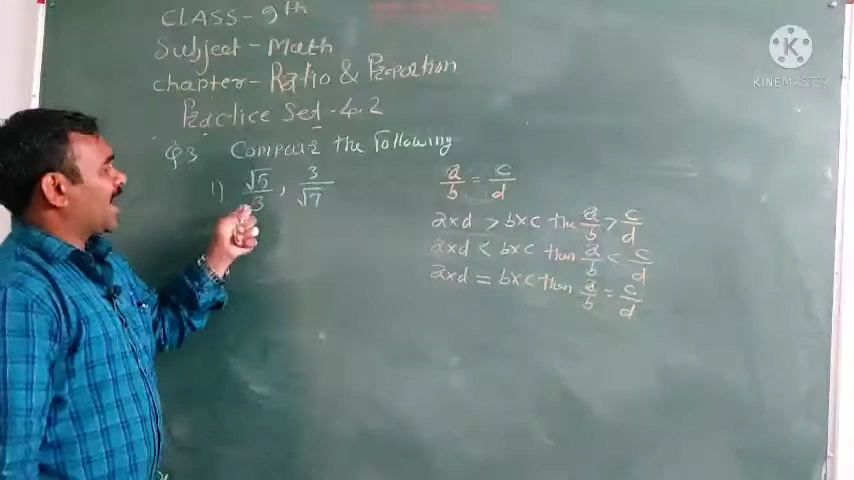 CLASS - 9th
Subject - Math
chapter - Ratio & Proportion
Practice Set - 4.2
Q3 Compare the following
1) √5/3 , 3/√7
a/b = c/d
a×d > b×c the a/b > c/d
a×d < b×c then a/b < c/d
a×d = b×c then a/b = c/d
K
KINEMASTER